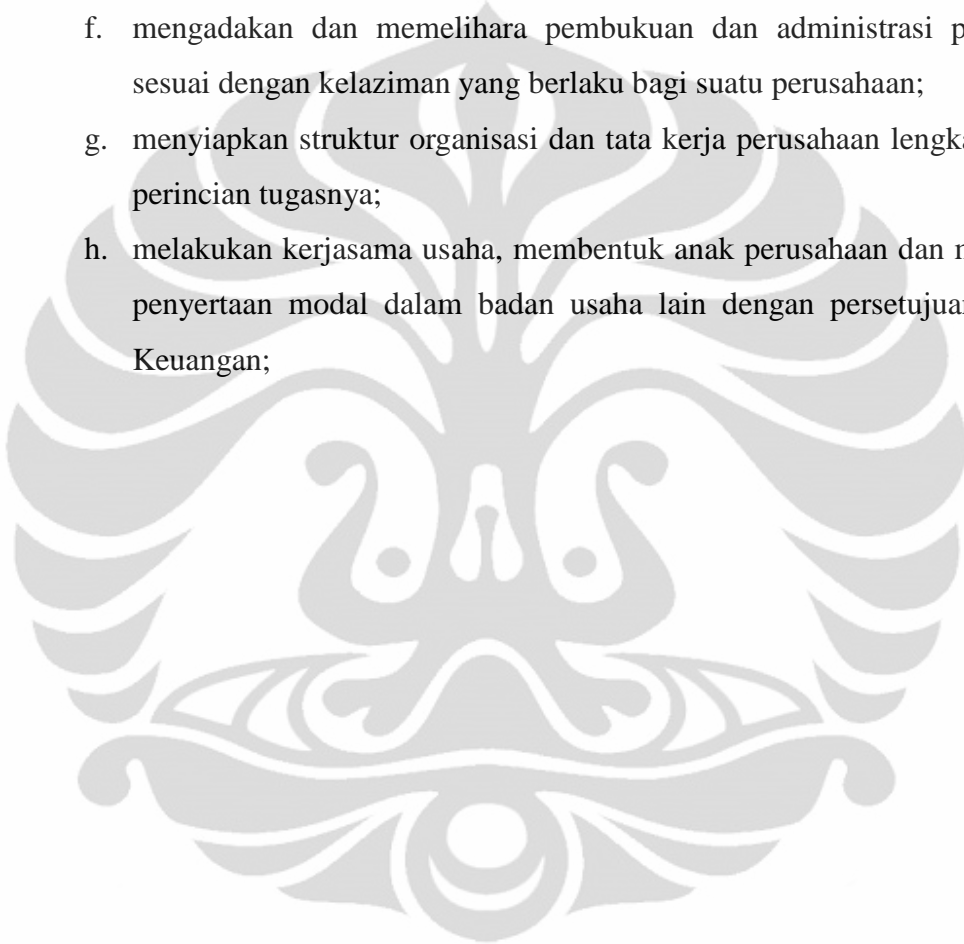 f. mengadakan dan memelihara pembukuan dan administrasi
sesuai dengan kelaziman yang berlaku bagi suatu perusahaan;
g. menyiapkan struktur organisasi dan tata kerja perusahaan
perincian tugasnya;
h. melakukan kerjasama usaha, membentuk anak perusahaan dan
penyertaan modal dalam badan usaha lain dengan
Keuangan;